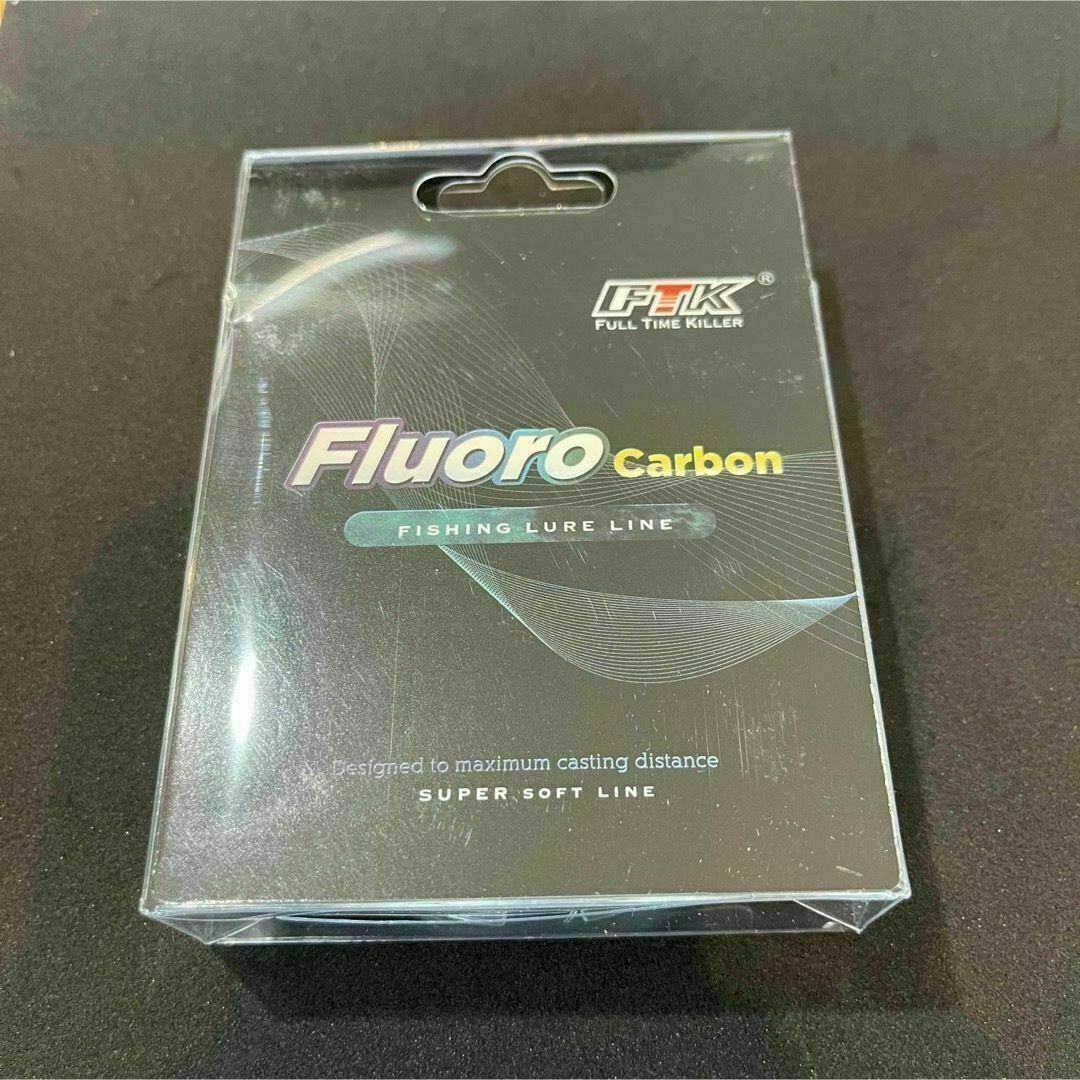 FTK®
FULL TIME KILLER
Fluoro Carbon
FISHING LURE LINE
Designed to maximum casting distance
SUPER SOFT LINE